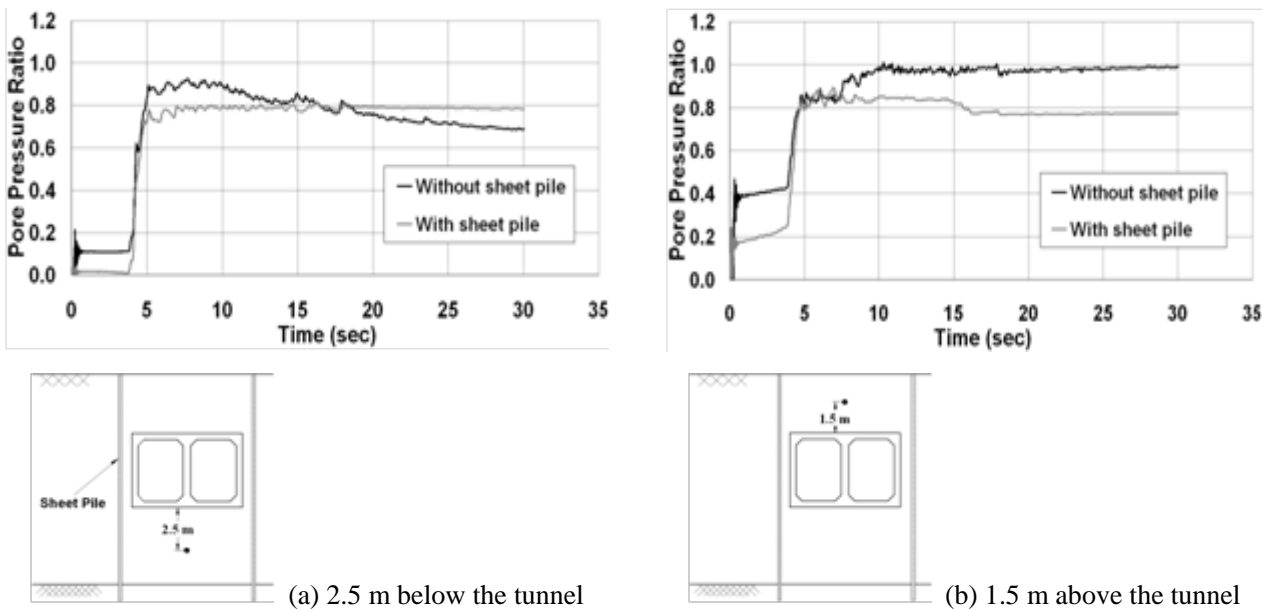 1.2
1.0
0.8
0.6
0.4
0.2
0.0
Pore Pressure Ratio
Without sheet pile
With sheet pile
0 5 10 15 20 25 30 35
Time (sec)
1.2
1.0
0.8
0.6
0.4
0.2
0.0
Pore Pressure Ratio
Without sheet pile
With sheet pile
0 5 10 15 20 25 30 35
Time (sec)
Sheet Pile
2.5 m
(a) 2.5 m below the tunnel
1.5 m
(b) 1.5 m above the tunnel